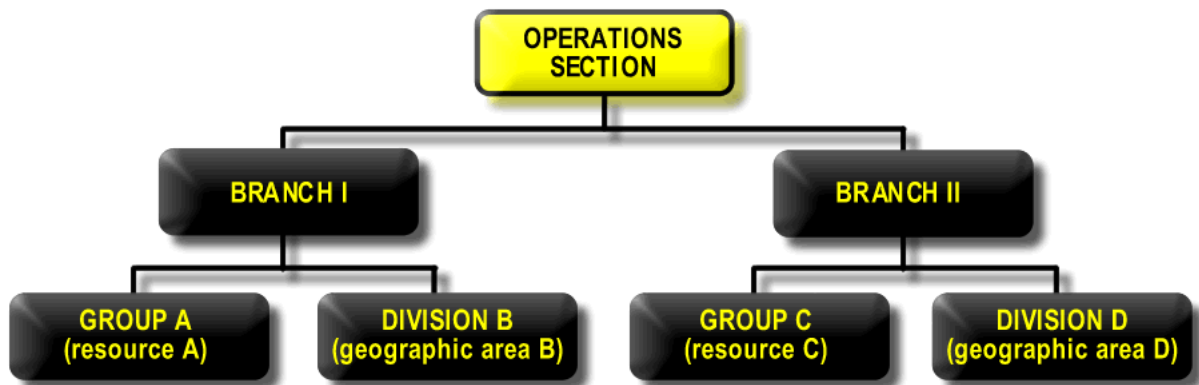 OPERATIONS
SECTION
BRANCH I
BRANCH II
GROUP A
(resource A)
DIVISION B
(geographic area B)
GROUP C
(resource C)
DIVISION D
(geographic area D)